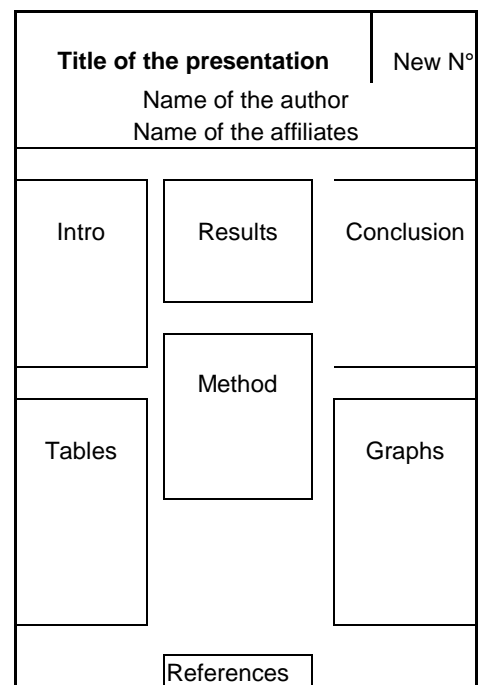 Title of the presentation
New N°
Name of the author
Name of the affiliates
Intro
Results
Conclusion
Method
Tables
Graphs
References